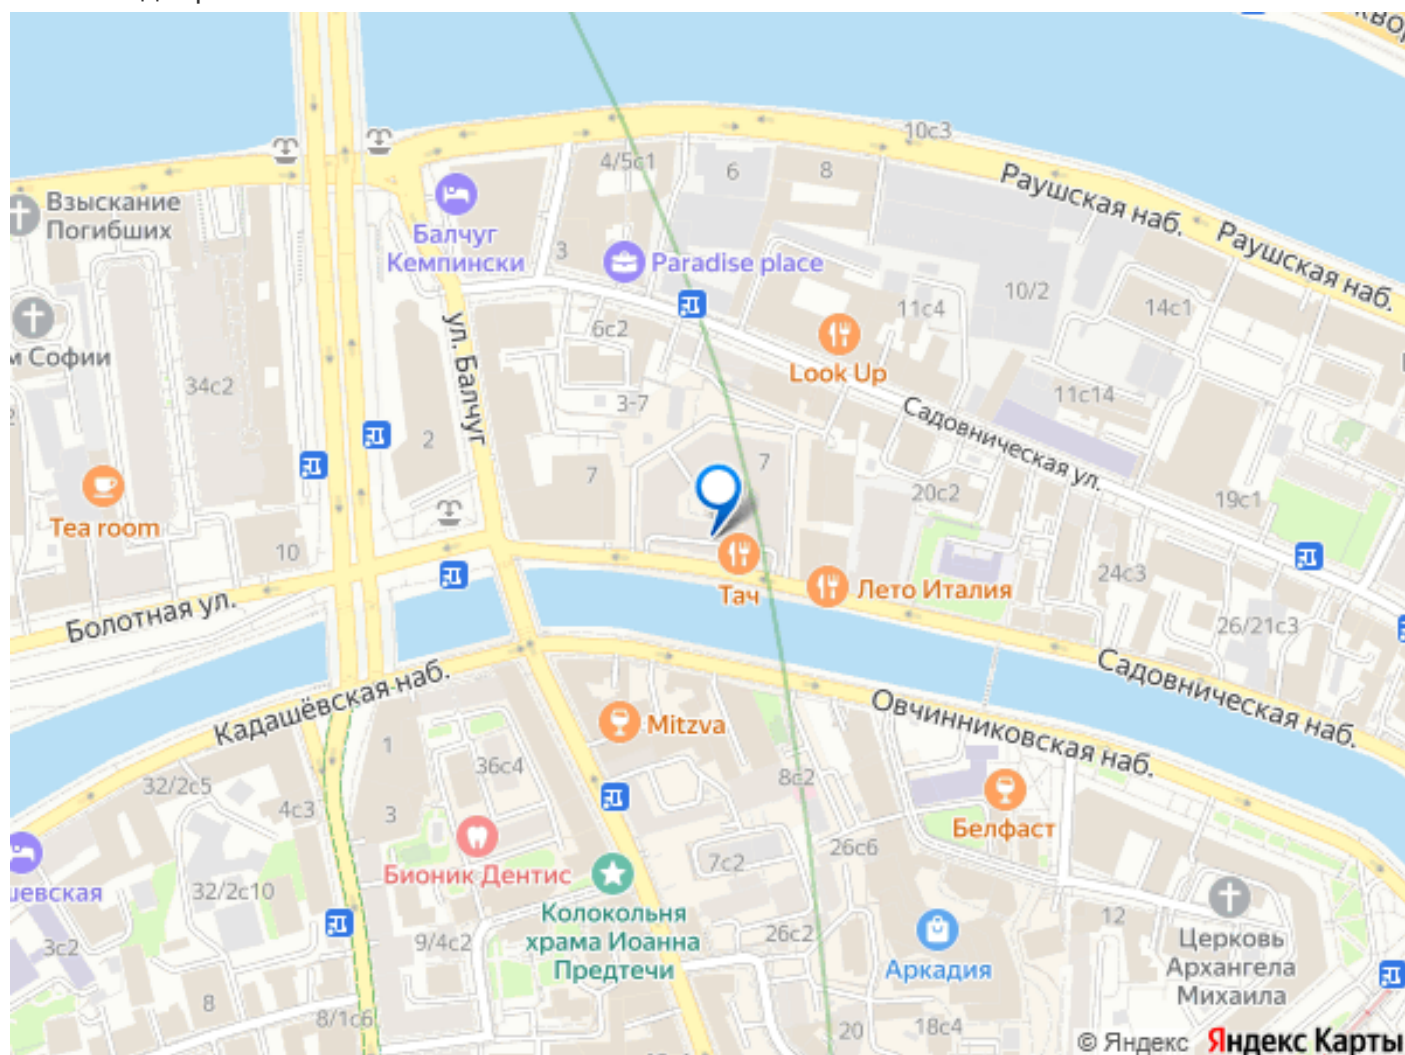 10с3
4/5с1
6
8
Раушская наб.
Раушская наб.
Взыскание
Погибших
Балчуг
Кемпински
3
Paradise place
10/2
14с1
11с4
6с2
м Софии
ул. Балчуг
Look Up
34с2
3-7
11с14
Садовническая ул.
2
7
7
20с2
19с1
Tea room
10
24с3
Тач
Лето Италия
Болотная ул.
26/21с3
Садовническая наб.
Кадашёвская наб.
Овчинниковская наб.
Mitzva
1
36с4
8с2
32/2с5
4с3
3
Белфаст
Бионик Дентис
7с2
26с6
шевская
32/2с10
Колокольня
храма Иоанна
Предтечи
12
3с2
9/4с2
26с2
Аркадия
Церковь
Архангела
Михаила
8
8/1с6
20
18с4
© Яндекс Яндекс Карты